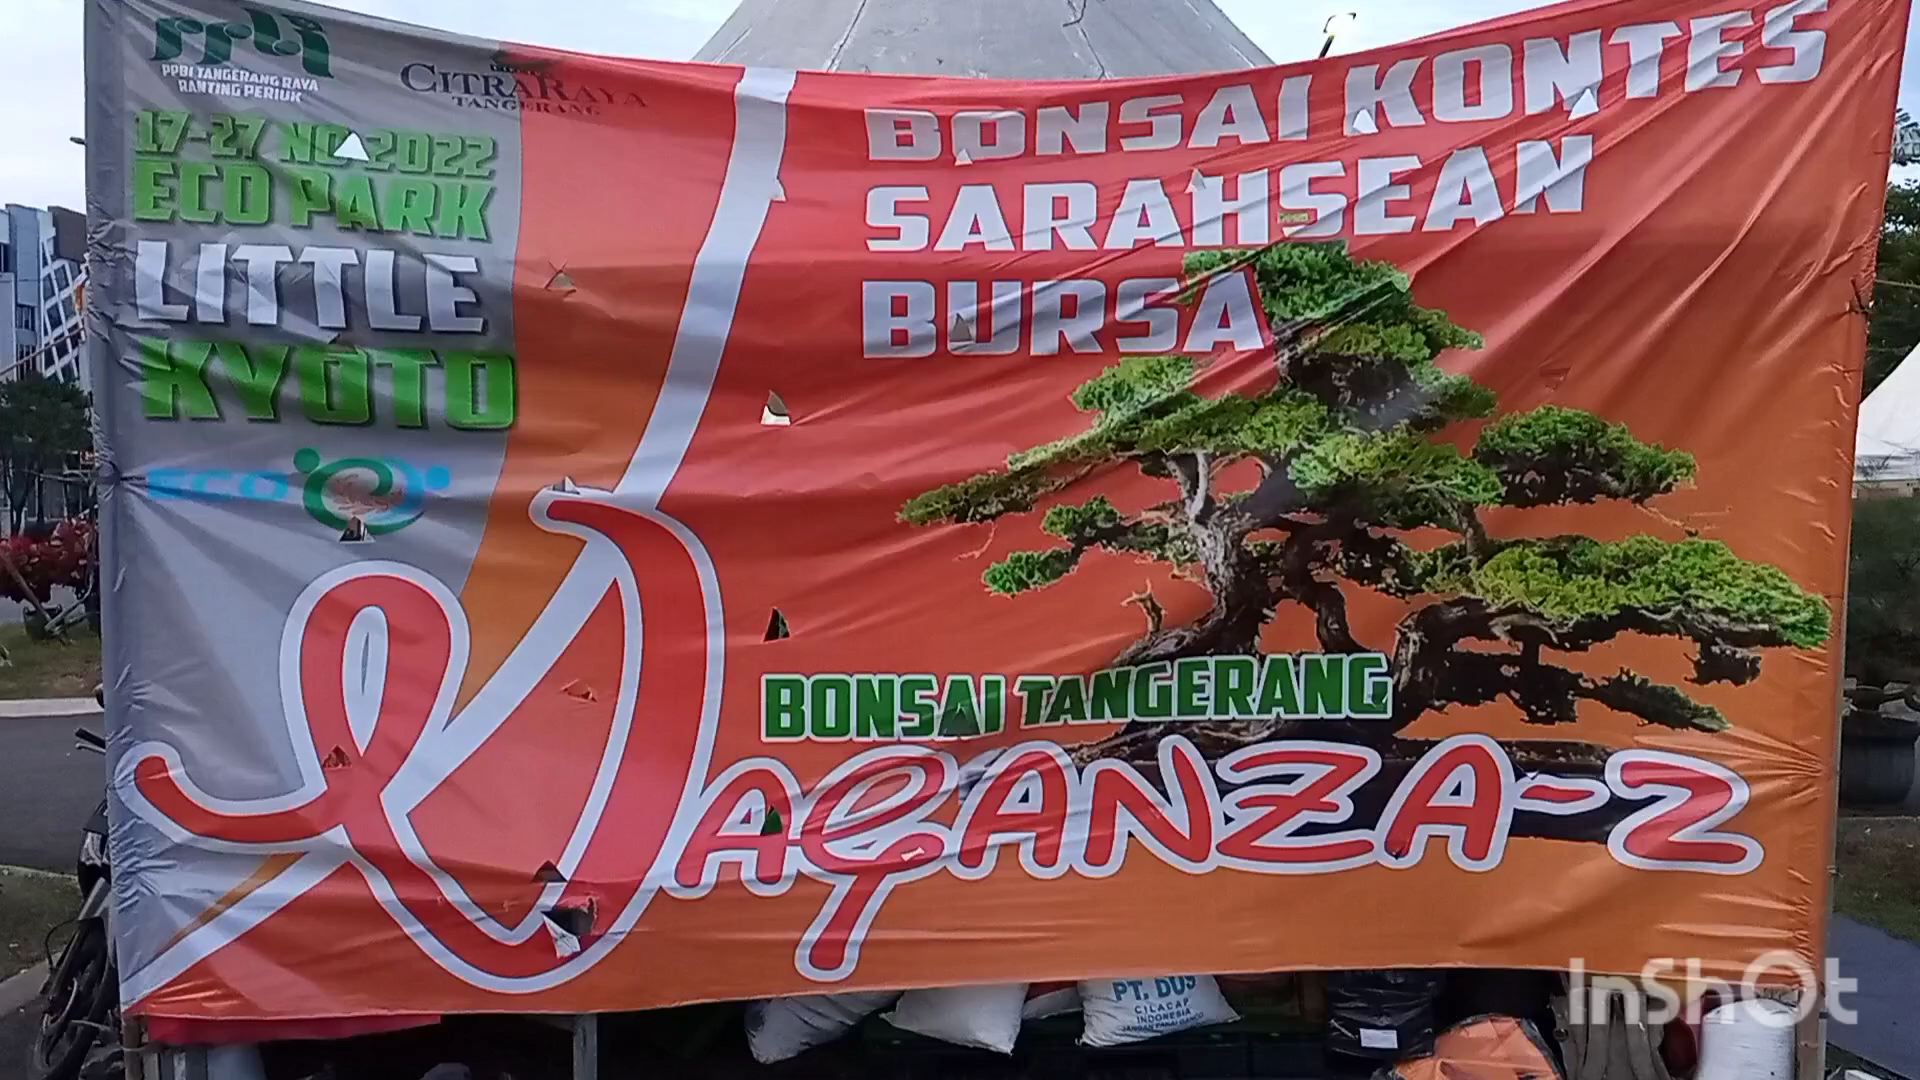 PPBI TANGERANG RAYA
RANTING PERIUK
CITRARAYA
TANGERANG
17-27 NO 2022
ECO PARK
LITTLE
KYOTO
ECO
BONSAI KONTES
SARAHSEAN
BURSA
BONSAI TANGERANG
VAGANZA-2
PT. DUS
CILACAP
INDONESIA
InShOt